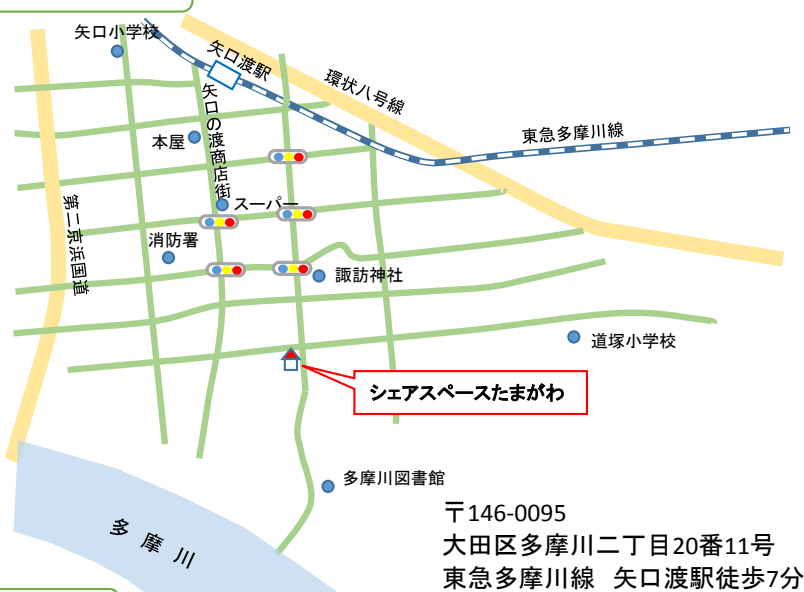 矢口小学校
矢口渡駅
環状八号線
東急多摩川線
矢口の渡商店街
本屋
スーパー
第二京浜国道
消防署
諏訪神社
道塚小学校
シェアスペースたまがわ
多摩川図書館
多摩川
〒146-0095
大田区多摩川二丁目20番11号
東急多摩川線 矢口渡駅徒歩7分